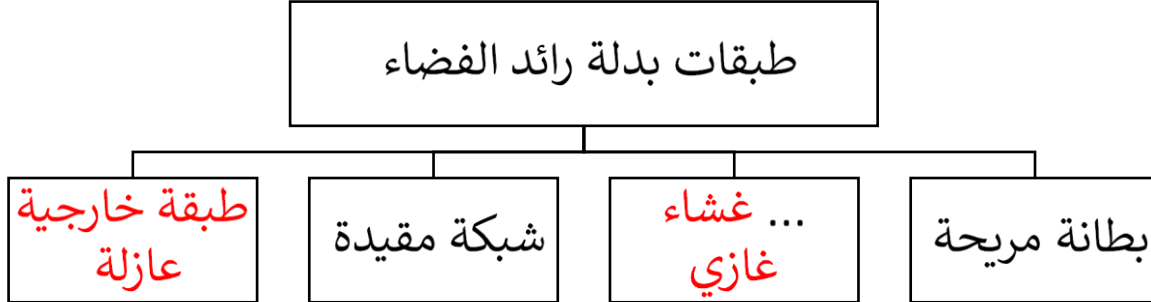 طبقات بدلة رائد الفضاء
بطانة مريحة
... غشاء
غازي
شبكة مقيدة
طبقة خارجية
عازلة